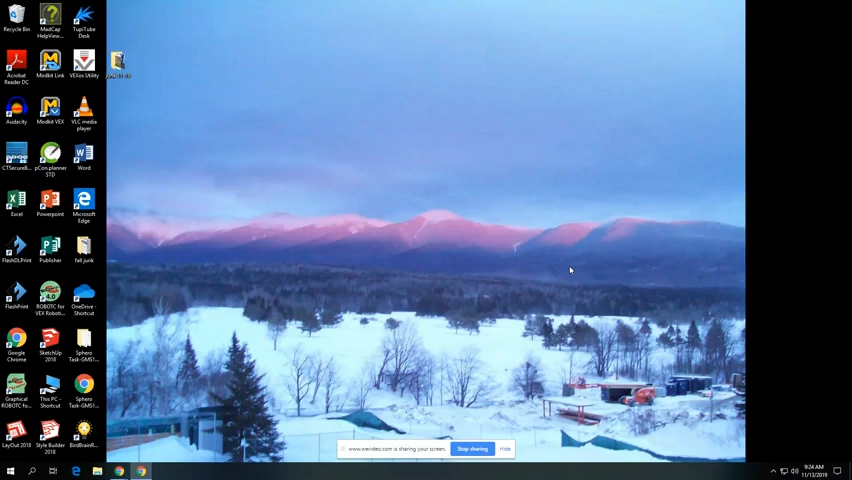 Recycle Bin
MadCap
HelpView...
TupiTube
Desk
Acrobat
Reader DC
Modkit Link
VEXos Utility
Audacity
Modkit VEX
VLC media
player
CTSecureB...
pCon.planner
STD
Word
Excel
Powerpoint
Microsoft
Edge
FlashDLPrint
Publisher
fall junk
FlashPrint
ROBOTC for
VEX Roboti...
OneDrive -
Shortcut
Google
Chrome
SketchUp
2018
Sphero
Task-GMS1...
Graphical
ROBOTC fo...
This PC -
Shortcut
Sphero
Task-GMS1...
LayOut 2018
Style Builder
2018
BirdBrainR...
www.wevideo.com is sharing your screen.
Stop sharing
Hide
9:24 AM
11/13/2019